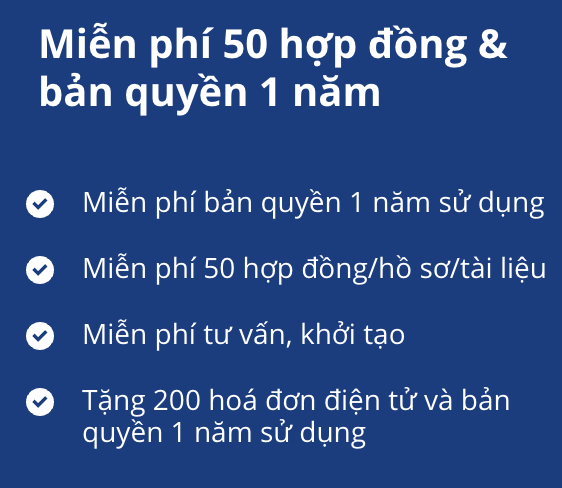 Miễn phí 50 hợp đồng &
bản quyền 1 năm
Miễn phí bản quyền 1 năm sử dụng
Miễn phí 50 hợp đồng/hồ sơ/tài liệu
Miễn phí tư vấn, khởi tạo
Tặng 200 hoá đơn điện tử và bản
quyền 1 năm sử dụng